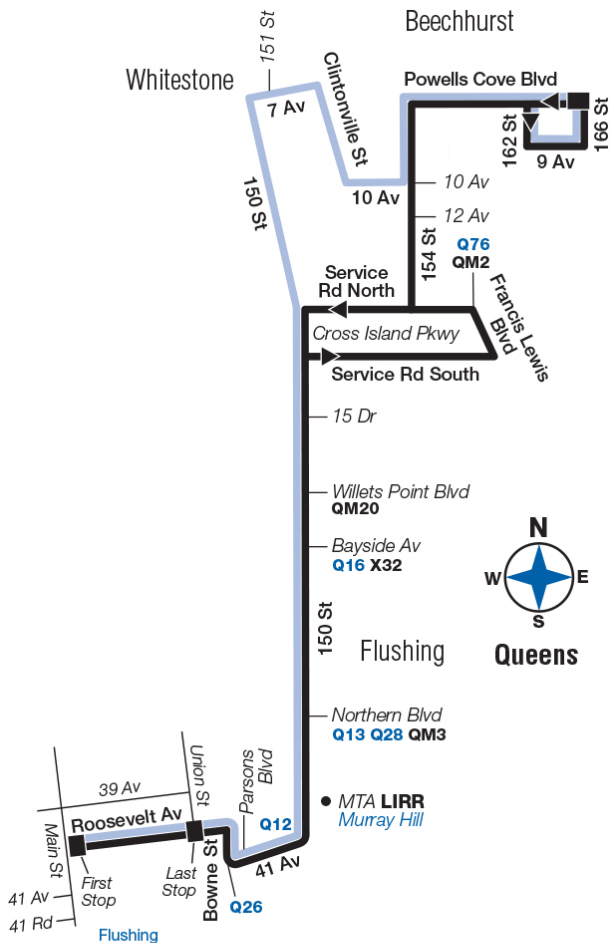 Beechhurst
151 St
Whitestone
Clintonville St
Powells Cove Blvd
7 Av
162 St
166 St
9 Av
150 St
10 Av
10 Av
12 Av
154 St
Q76
QM2
Service
Rd North
Francis Lewis
Blvd
Cross Island Pkwy
Service Rd South
15 Dr
Willets Point Blvd
QM20
Bayside Av
Q16 X32
N
W
E
S
Queens
150 St
Flushing
Northern Blvd
Q13 Q28 QM3
Union St
Parsons
Blvd
39 Av
Roosevelt Av
Q12
MTA LIRR
Murray Hill
Main St
First
Stop
Last
Stop
Bowne St
41 Av
Q26
41 Av
41 Rd
Flushing